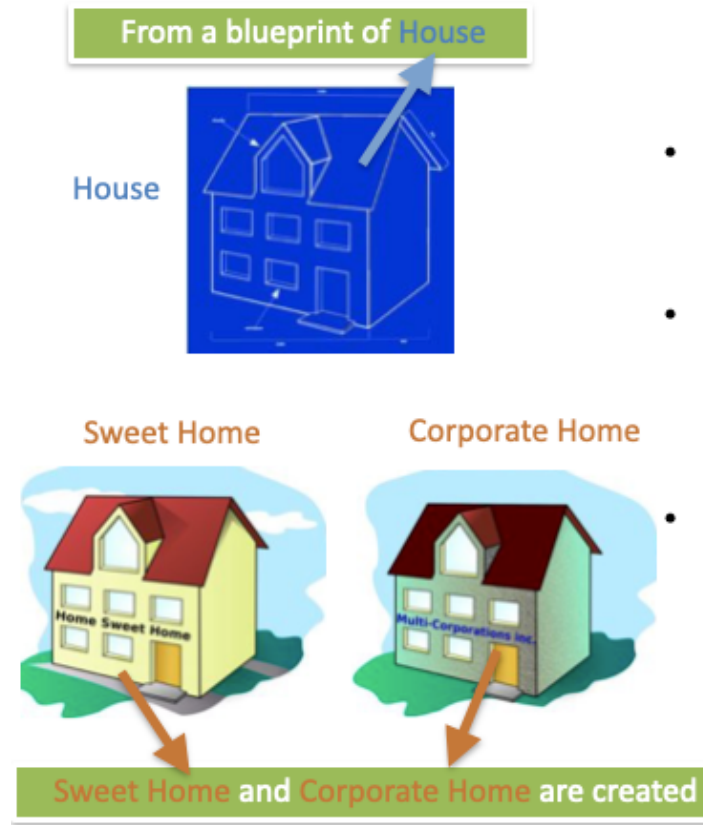 From a blueprint of House
House
Sweet Home
Corporate Home
Home Sweet Home
Multi-Corporations inc.
Sweet Home and Corporate Home are created